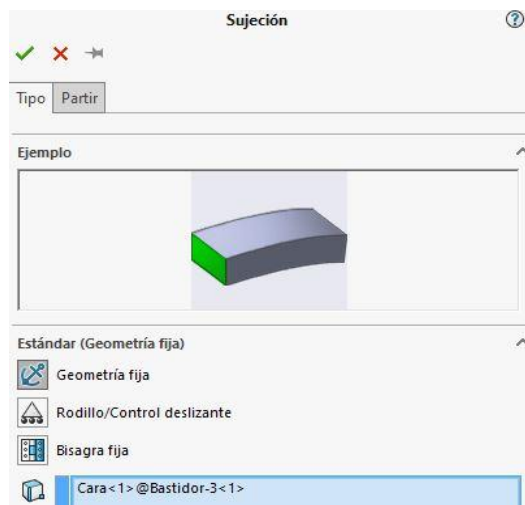 Sujeción
Tipo Partir
Ejemplo
Estándar (Geometría fija)
Geometría fija
Rodillo/Control deslizante
Bisagra fija
Cara<1>@Bastidor-3<1>